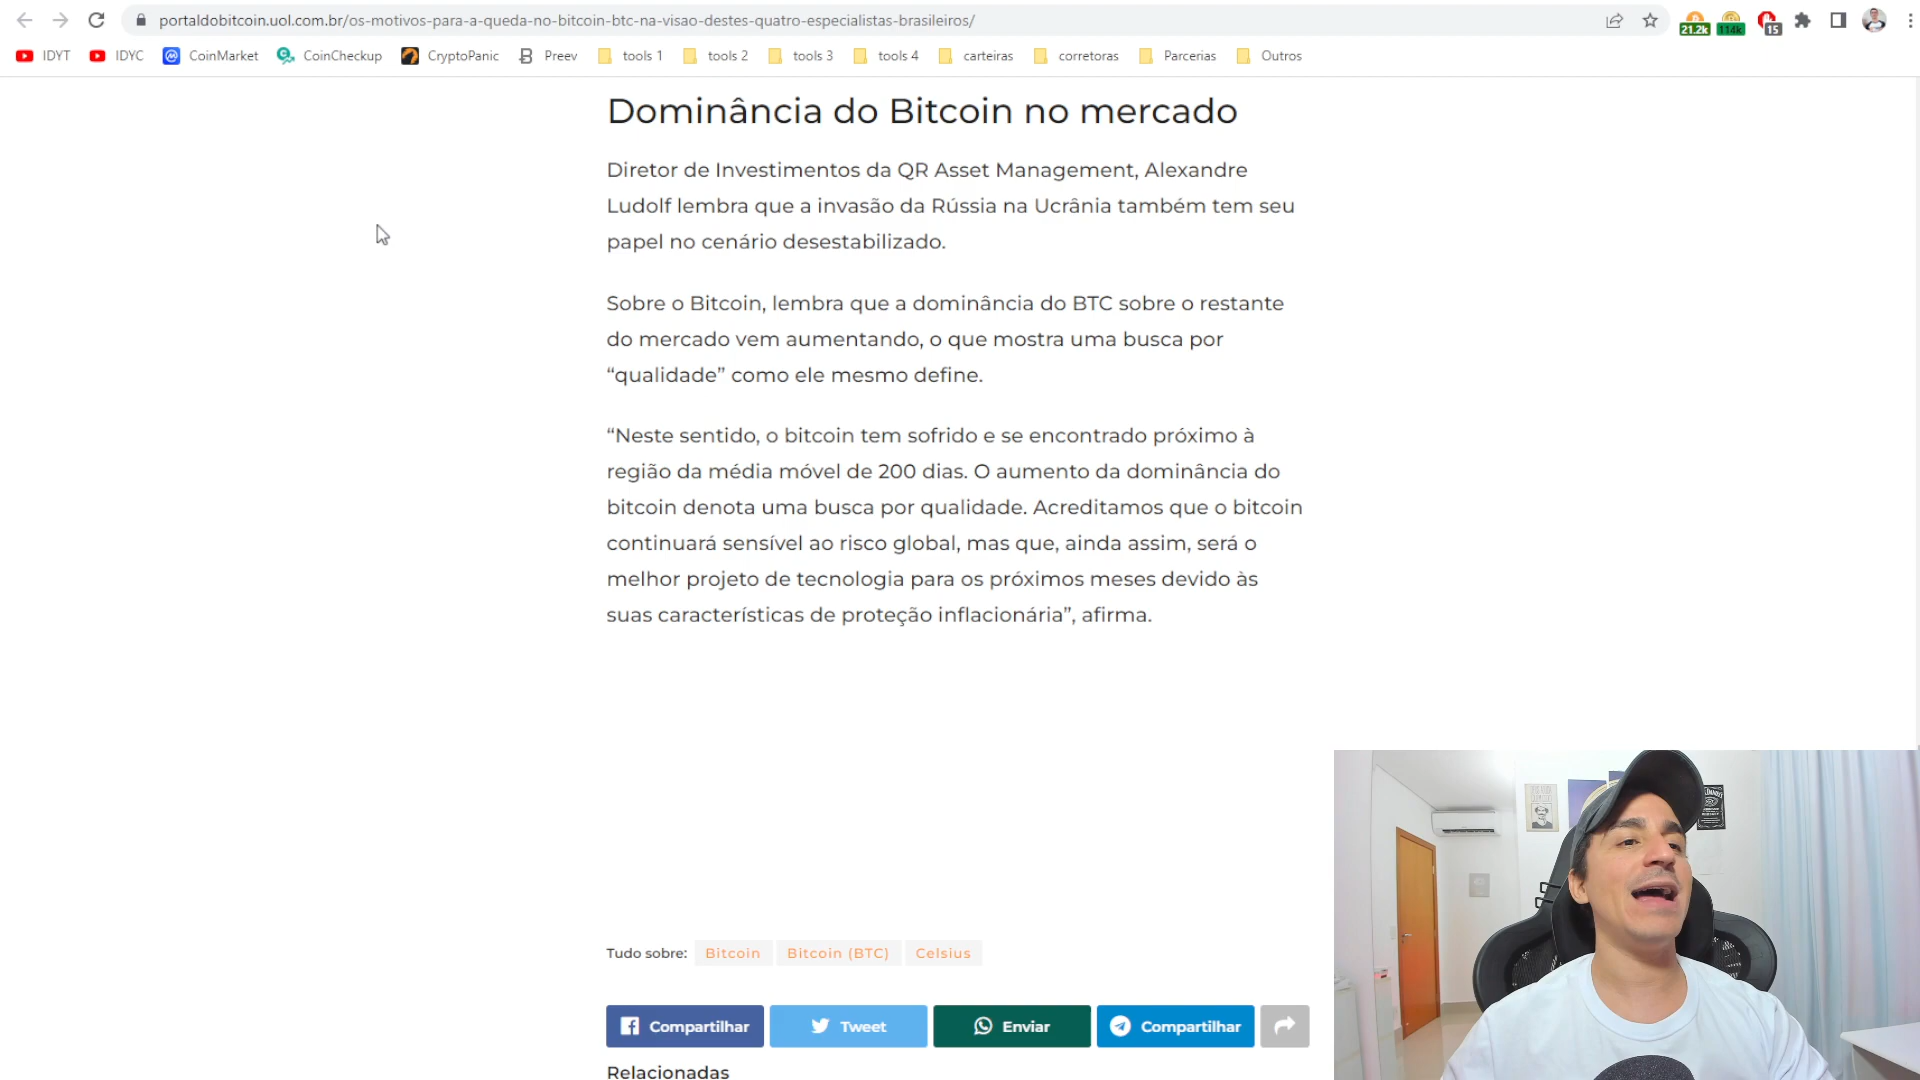 portaldobitcoin.uol.com.br/os-motivos-para-a-queda-no-bitcoin-btc-na-visao-destes-quatro-especialistas-brasileiros/
21.2k
114k
15
IDYT
IDYC
CoinMarket
CoinCheckup
CryptoPanic
Preev
tools 1
tools 2
tools 3
tools 4
carteiras
corretoras
Parcerias
Outros
Dominância do Bitcoin no mercado
Diretor de Investimentos da QR Asset Management, Alexandre
Ludolf lembra que a invasão da Rússia na Ucrânia também tem seu
papel no cenário desestabilizado.
Sobre o Bitcoin, lembra que a dominância do BTC sobre o restante
do mercado vem aumentando, o que mostra uma busca por
“qualidade” como ele mesmo define.
“Neste sentido, o bitcoin tem sofrido e se encontrado próximo à
região da média móvel de 200 dias. O aumento da dominância do
bitcoin denota uma busca por qualidade. Acreditamos que o bitcoin
continuará sensível ao risco global, mas que, ainda assim, será o
melhor projeto de tecnologia para os próximos meses devido às
suas características de proteção inflacionária”, afirma.
Tudo sobre:
Bitcoin
Bitcoin (BTC)
Celsius
Compartilhar
Tweet
Enviar
Compartilhar
Relacionadas